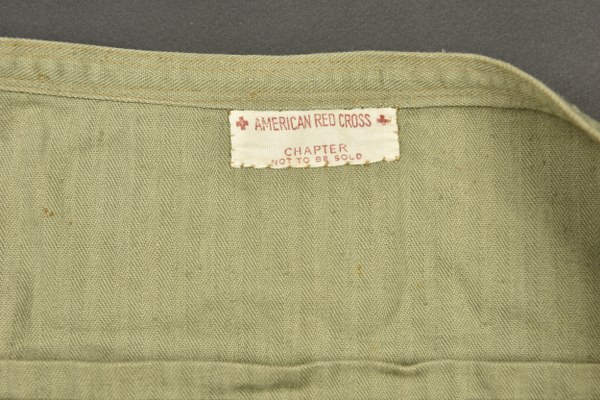 AMERICAN RED CROSS
CHAPTER
NOT TO BE SOLD